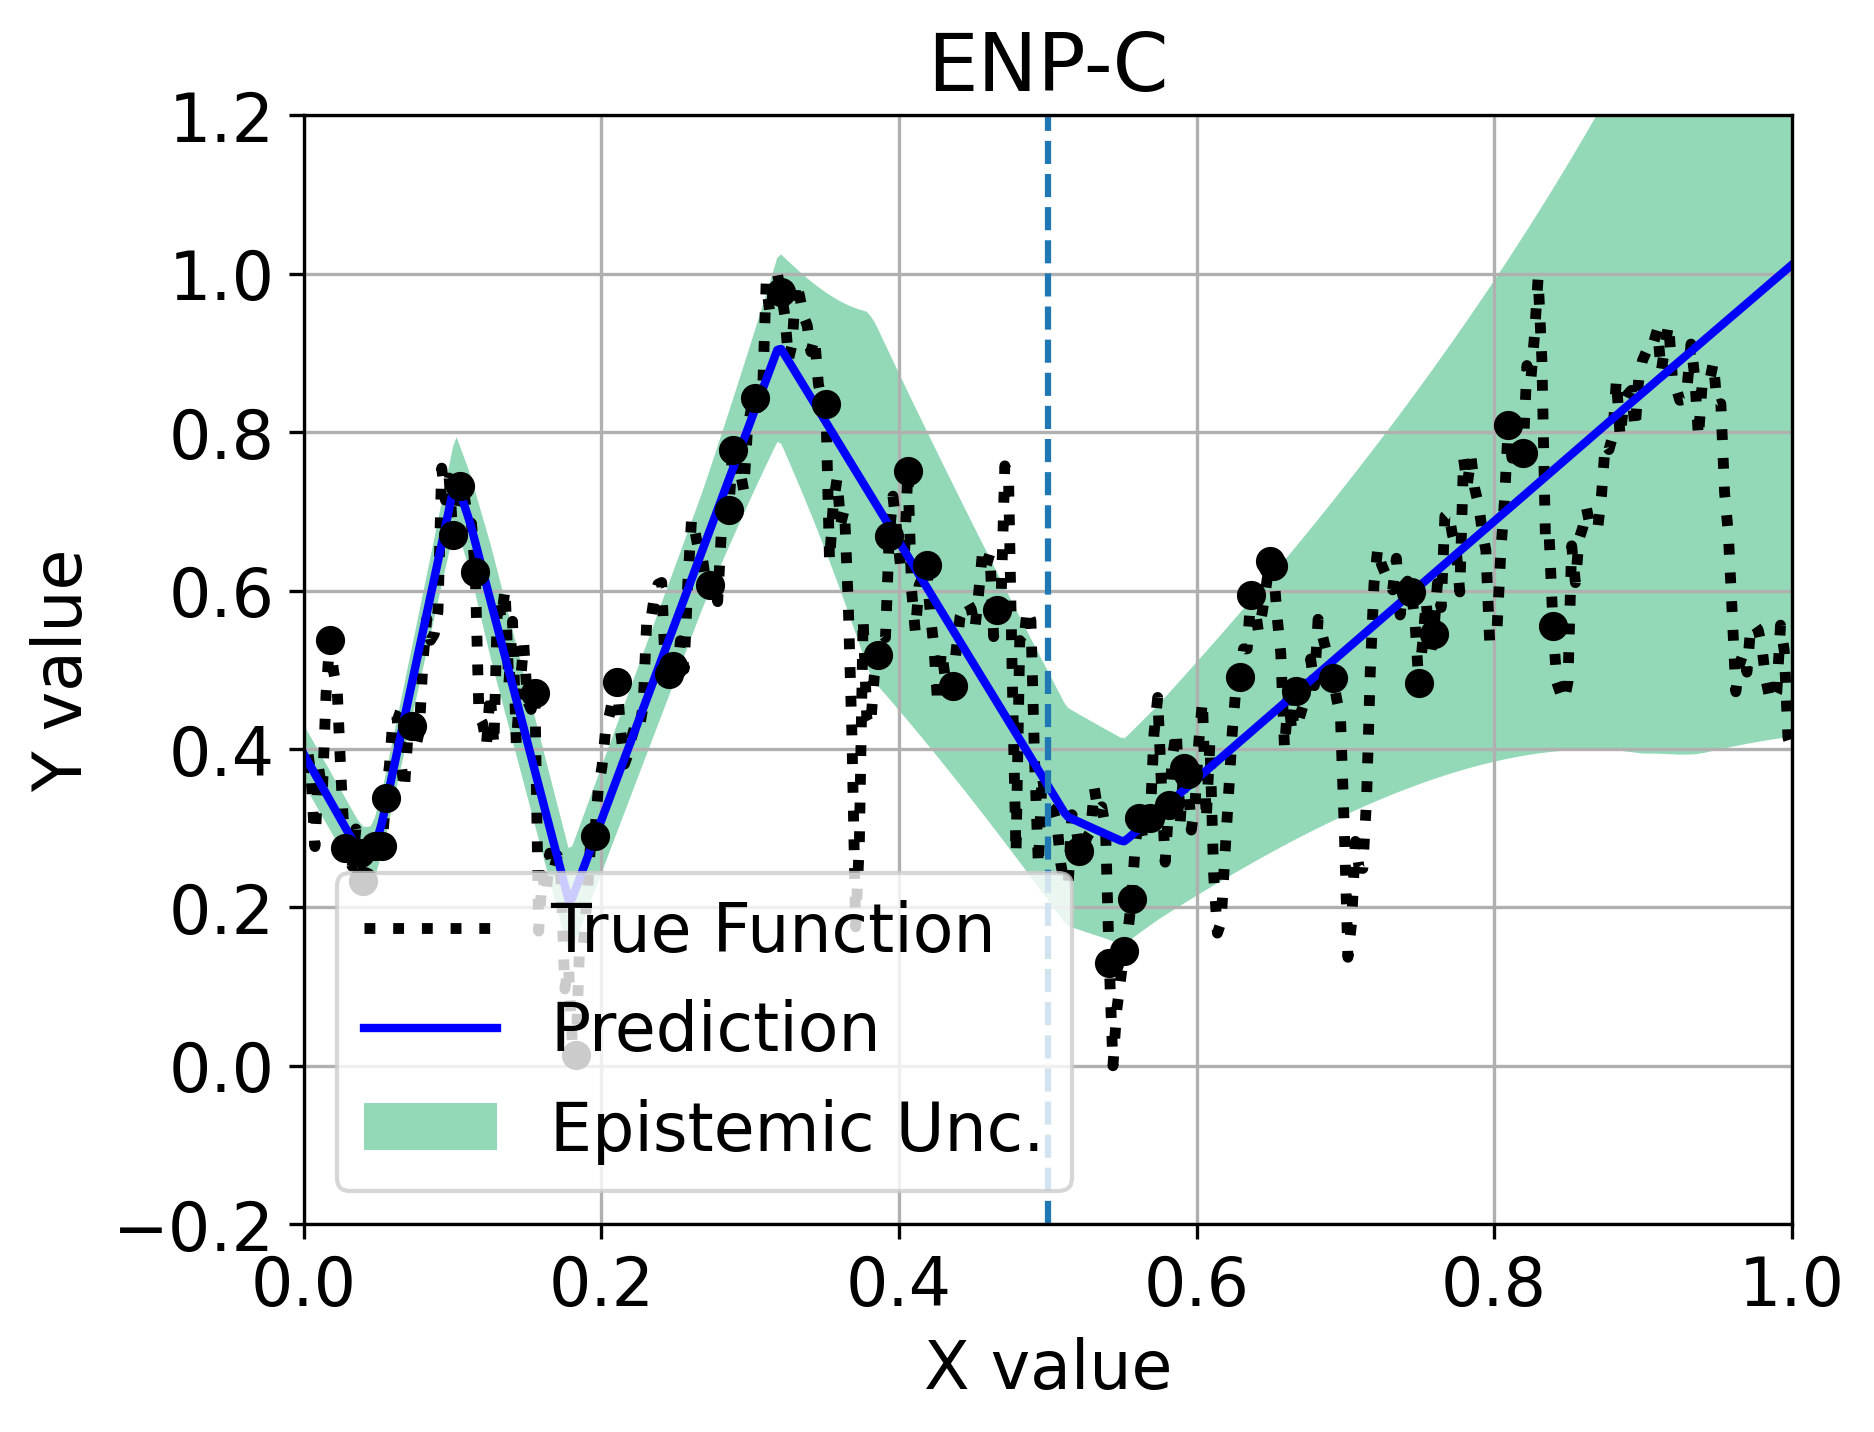 ENP-C
1.2
1.0
0.8
0.6
0.4
0.2
0.0
−0.2
Y value
True Function
Prediction
Epistemic Unc.
0.0 0.2 0.4 0.6 0.8 1.0
X value